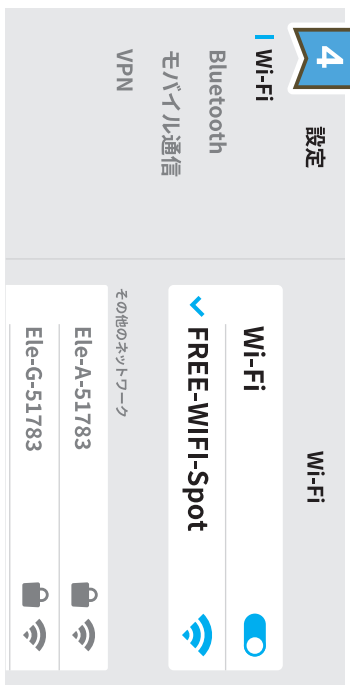 4
設定
Wi-Fi
Bluetooth
モバイル通信
VPN
Wi-Fi
Wi-Fi
FREE-WIFI-Spot
その他のネットワーク
Ele-A-51783
Ele-G-51783